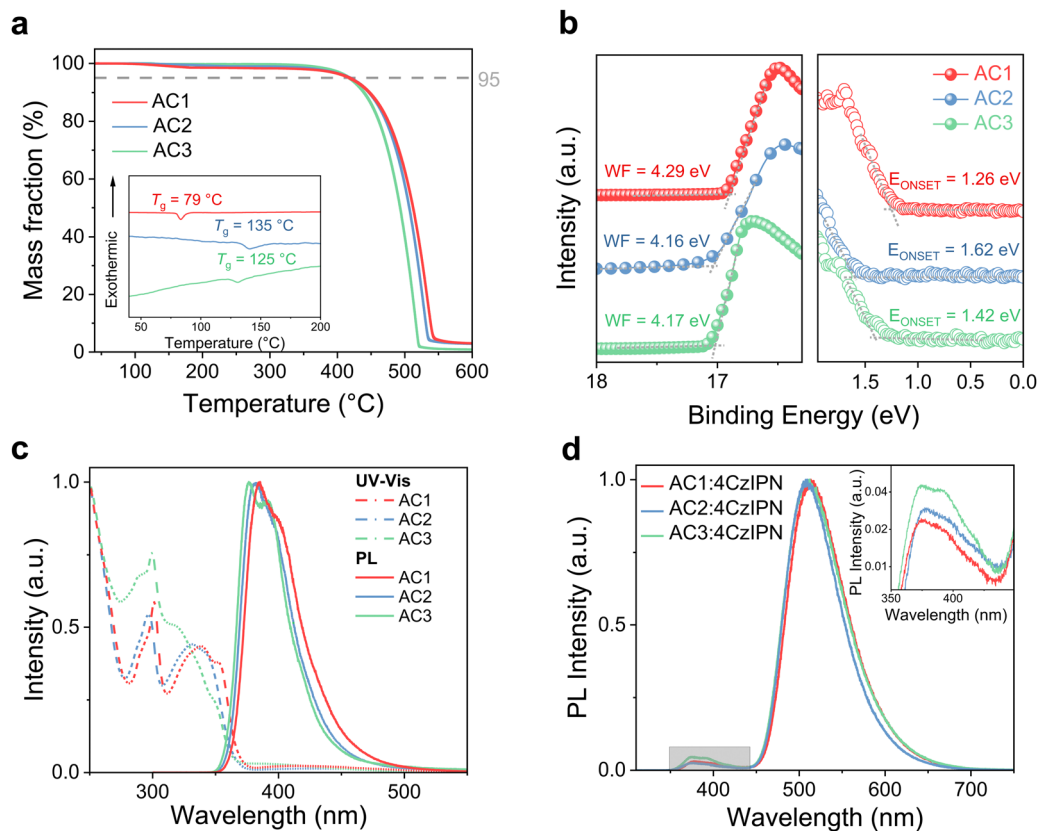 a
100
80
60
40
20
0
Mass fraction (%)
95
AC1
AC2
AC3
Exothermic
Tg = 79 °C
Tg = 135 °C
Tg = 125 °C
50
100
150
200
Temperature (°C)
100
200
300
400
500
600
Temperature (°C)
b
Intensity (a.u.)
WF = 4.29 eV
WF = 4.16 eV
WF = 4.17 eV
AC1
AC2
AC3
EONSET = 1.26 eV
EONSET = 1.62 eV
EONSET = 1.42 eV
18
17
1.5
1.0
0.5
0.0
Binding Energy (eV)
c
1.0
0.5
0.0
Intensity (a.u.)
UV-Vis
AC1
AC2
AC3
PL
AC1
AC2
AC3
300
400
500
Wavelength (nm)
d
1.0
0.5
0.0
PL Intensity (a.u.)
AC1:4CzIPN
AC2:4CzIPN
AC3:4CzIPN
0.04
0.02
0.01
PL Intensity (a.u.)
350
400
Wavelength (nm)
300
400
500
600
700
Wavelength (nm)